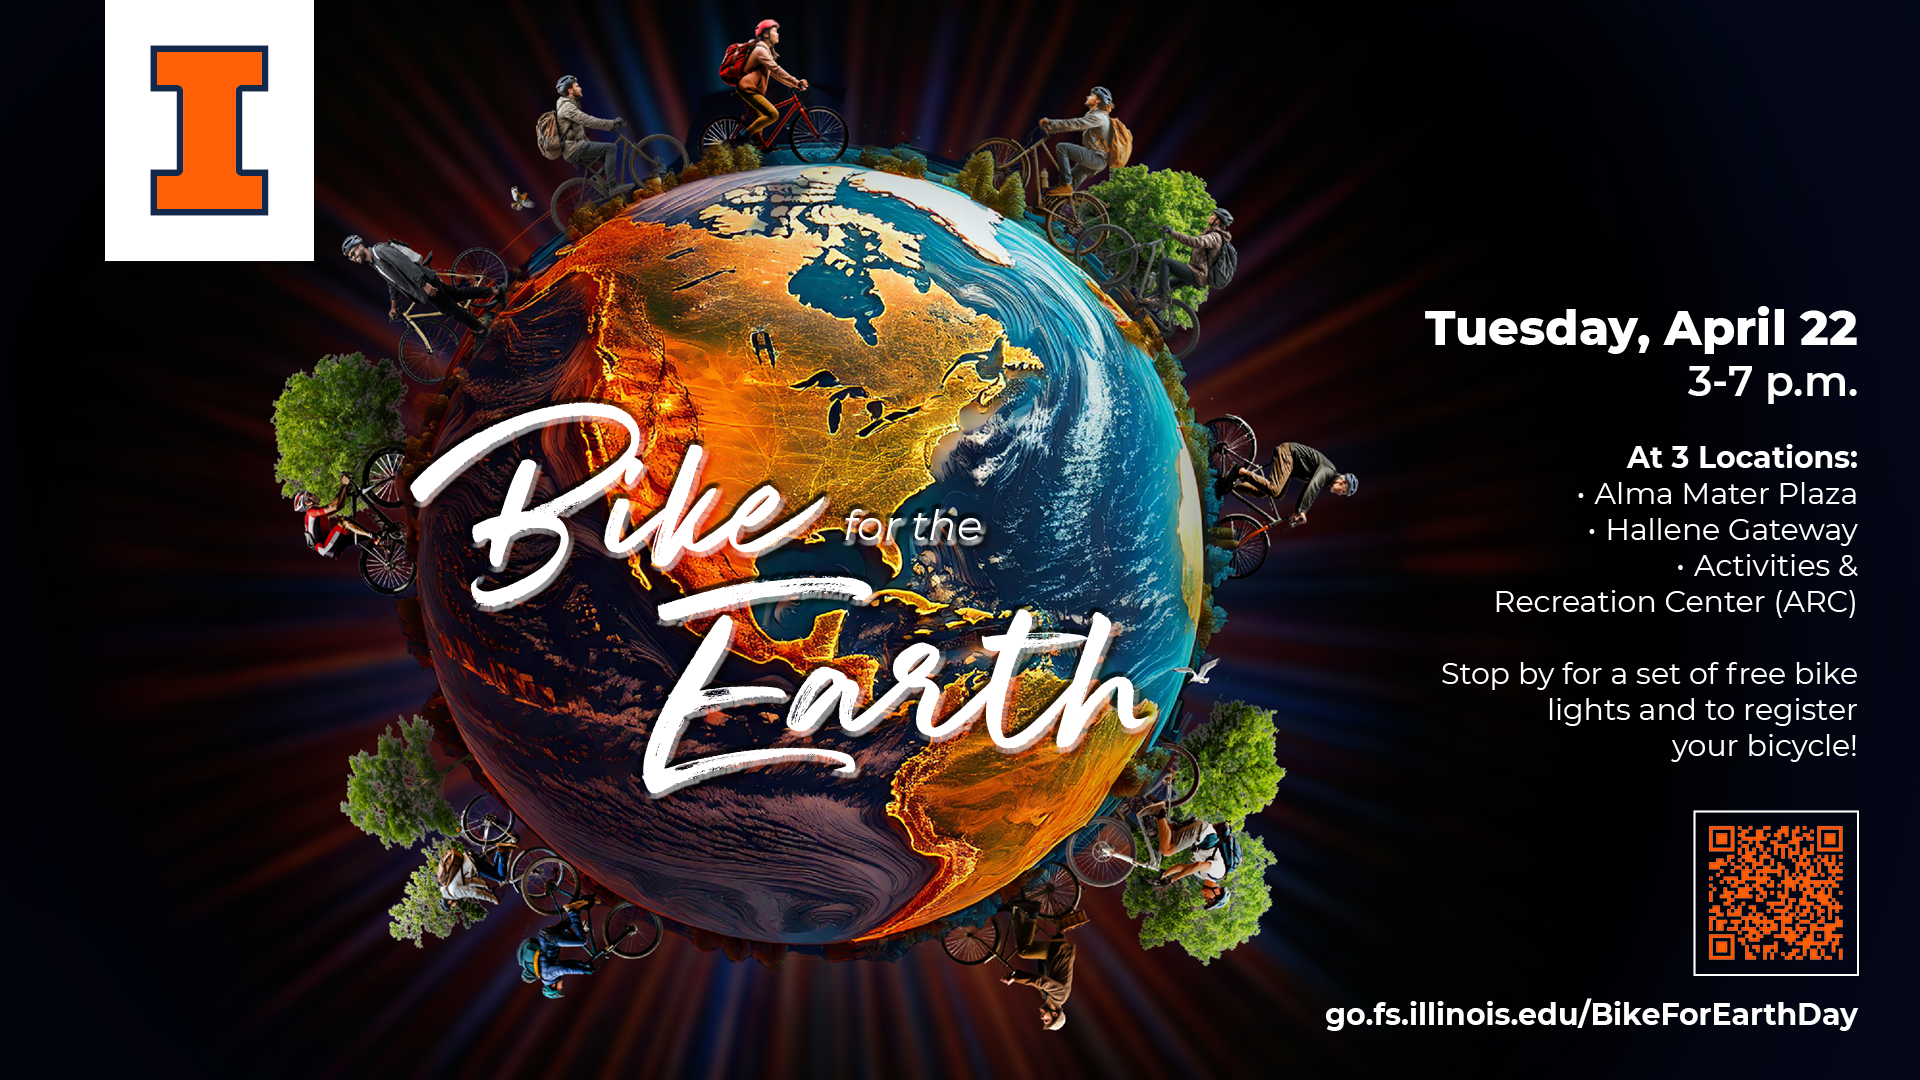 I
Bike for the
Earth
Tuesday, April 22
3-7 p.m.
At 3 Locations:
• Alma Mater Plaza
• Hallene Gateway
• Activities &
Recreation Center (ARC)
Stop by for a set of free bike
lights and to register
your bicycle!
go.fs.illinois.edu/BikeForEarthDay